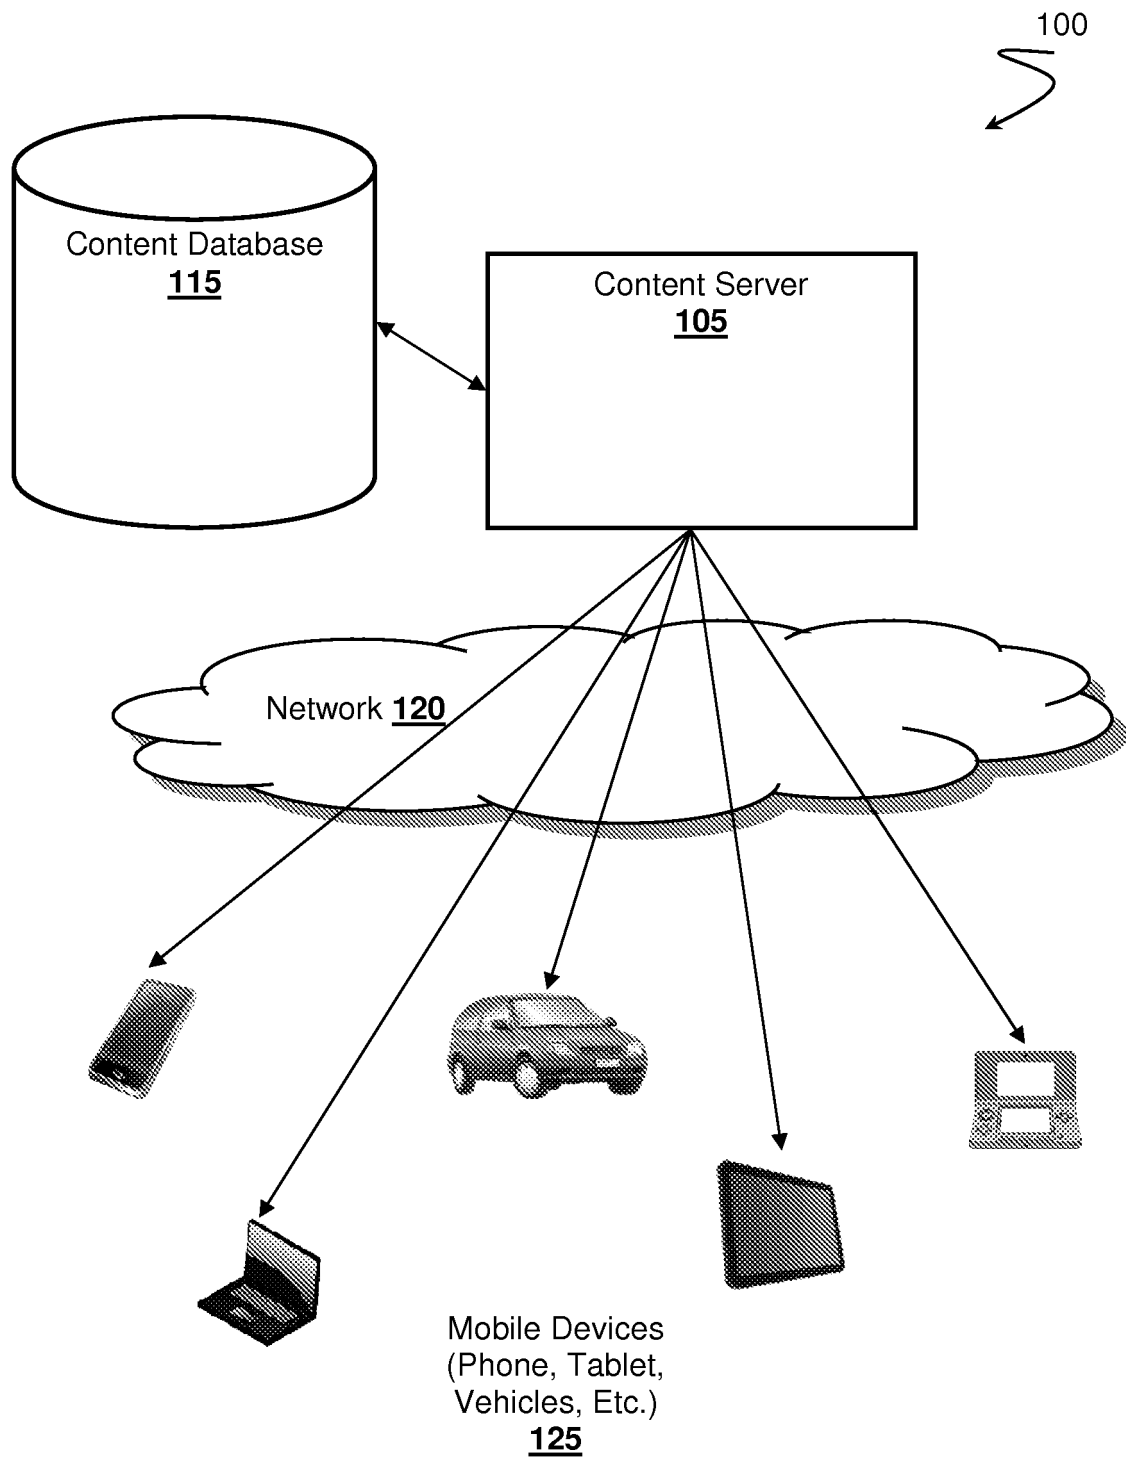 100
Content Database
115
Content Server
105
Network 120
Mobile Devices
(Phone, Tablet,
Vehicles, Etc.)
125